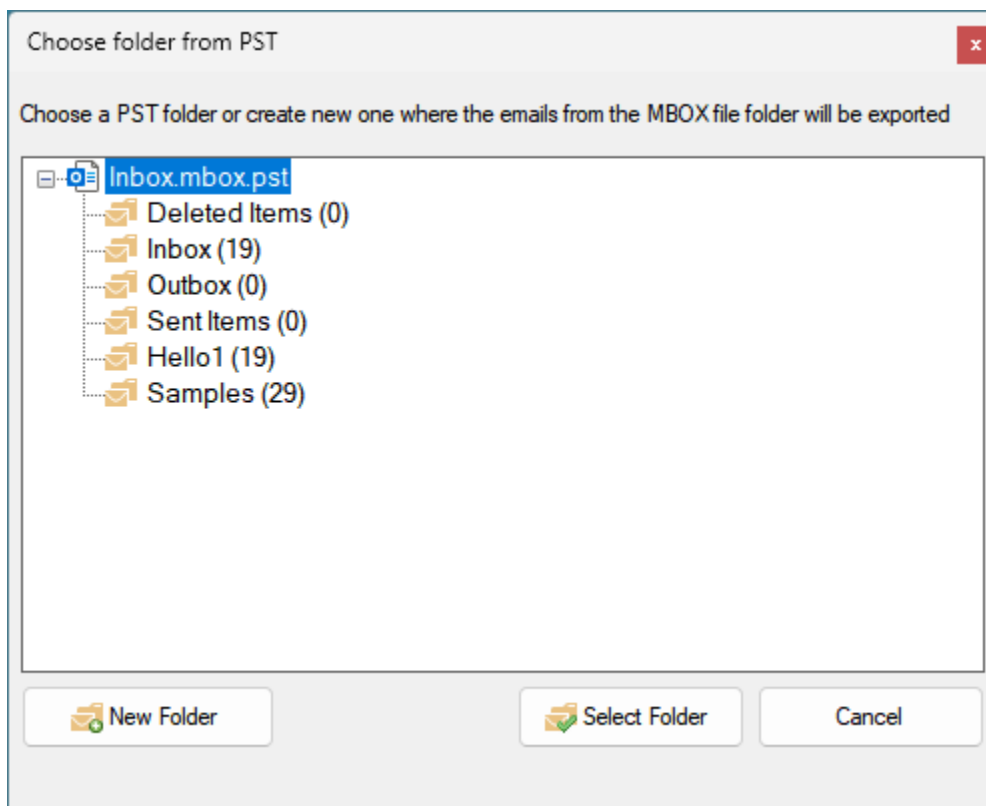 Choose folder from PST
x
Choose a PST folder or create new one where the emails from the MBOX file folder will be exported
Inbox.mbox.pst
Deleted Items (0)
Inbox (19)
Outbox (0)
Sent Items (0)
Hello1 (19)
Samples (29)
New Folder
Select Folder
Cancel